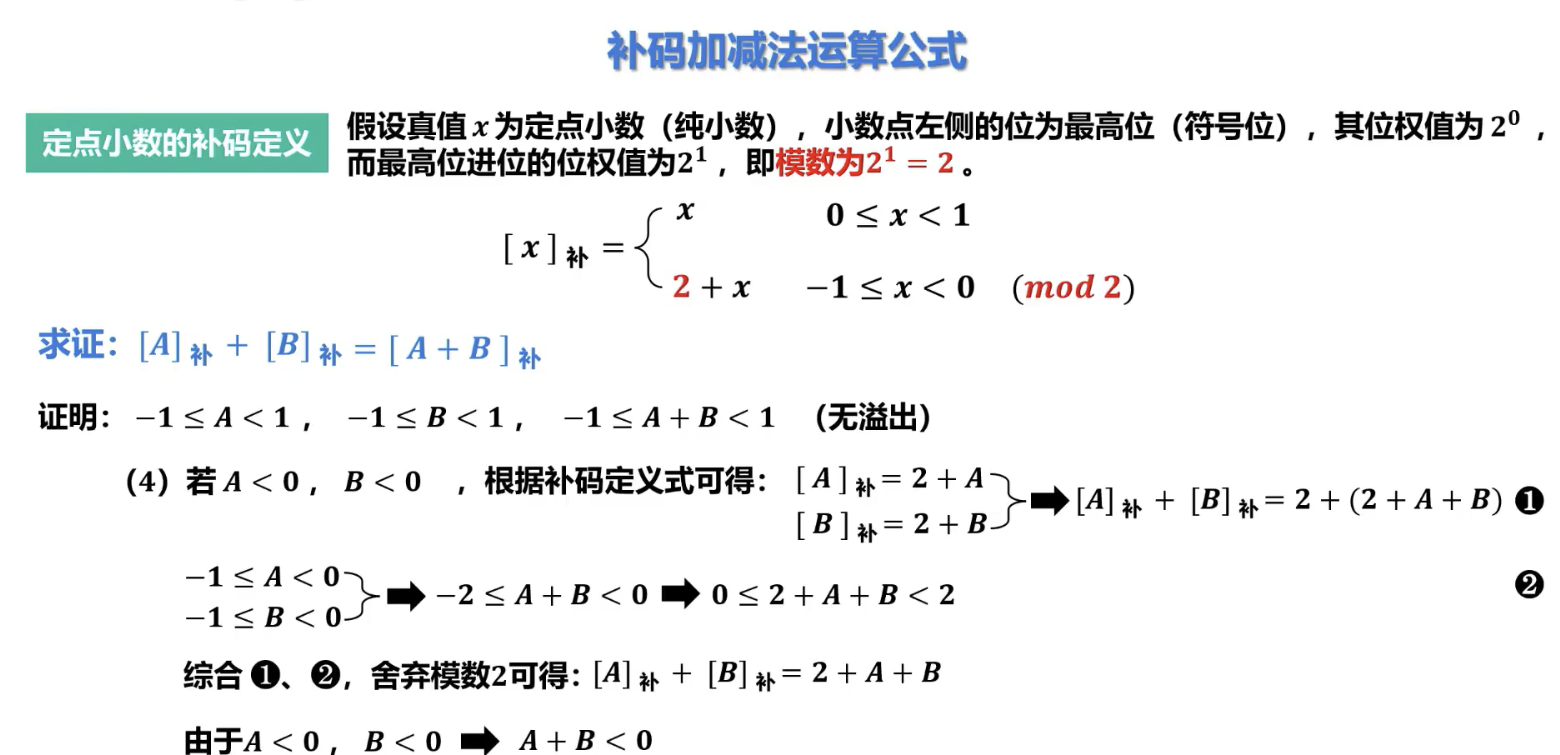 补码加减法运算公式
定点小数的补码定义
假设真值 x 为定点小数（纯小数），小数点左侧的位为最高位（符号位），其位权值为 2⁰，
而最高位进位的位权值为2¹，即模数为2¹ = 2 。
x 0 ≤ x < 1
[ x ]补 =
2 + x −1 ≤ x < 0 (mod 2)
求证：[A]补 + [B]补 = [ A + B ]补
证明： −1 ≤ A < 1， −1 ≤ B < 1， −1 ≤ A + B < 1 （无溢出）
（4）若 A < 0， B < 0 ，根据补码定义式可得：
[ A ]补 = 2 + A
[ B ]补 = 2 + B
➡ [A]补 + [B]补 = 2 + (2 + A + B) ❶
−1 ≤ A < 0
−1 ≤ B < 0
➡ −2 ≤ A + B < 0 ➡ 0 ≤ 2 + A + B < 2 ❷
综合 ❶、❷，舍弃模数2可得：[A]补 + [B]补 = 2 + A + B
由于A < 0， B < 0 ➡ A + B < 0